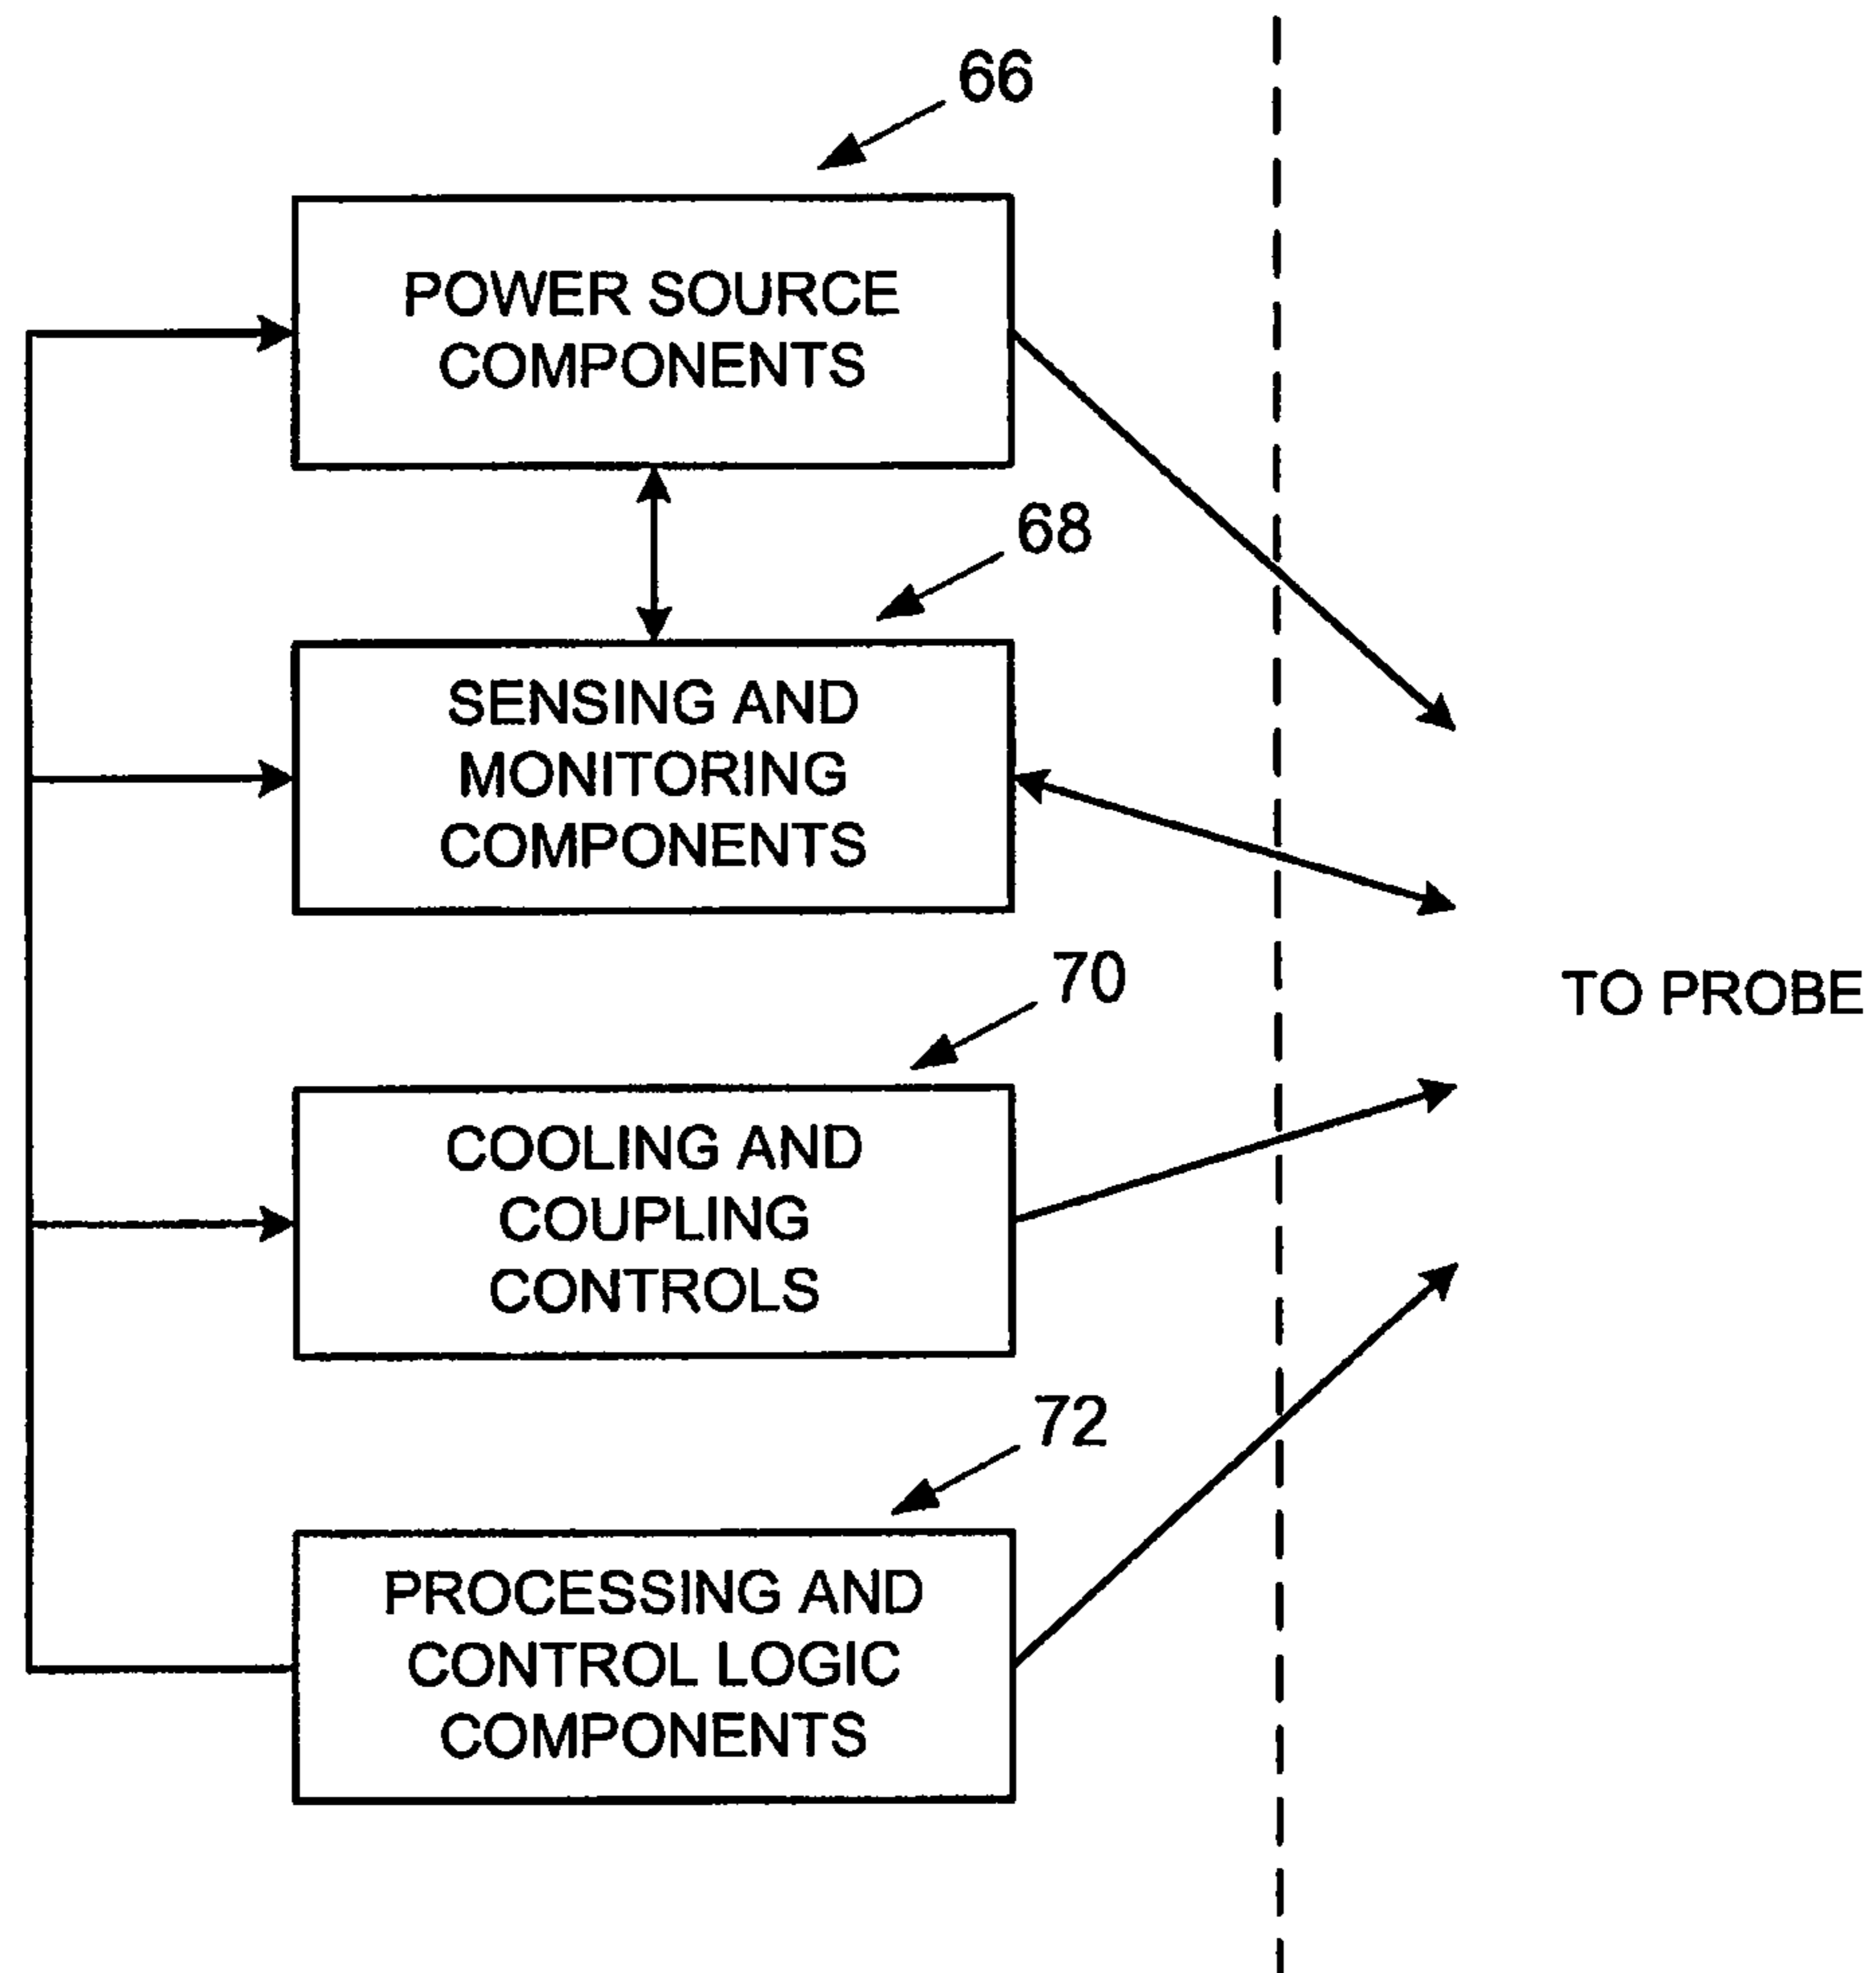 66
POWER SOURCE
COMPONENTS
68
SENSING AND
MONITORING
COMPONENTS
70
TO PROBE
COOLING AND
COUPLING
CONTROLS
72
PROCESSING AND
CONTROL LOGIC
COMPONENTS